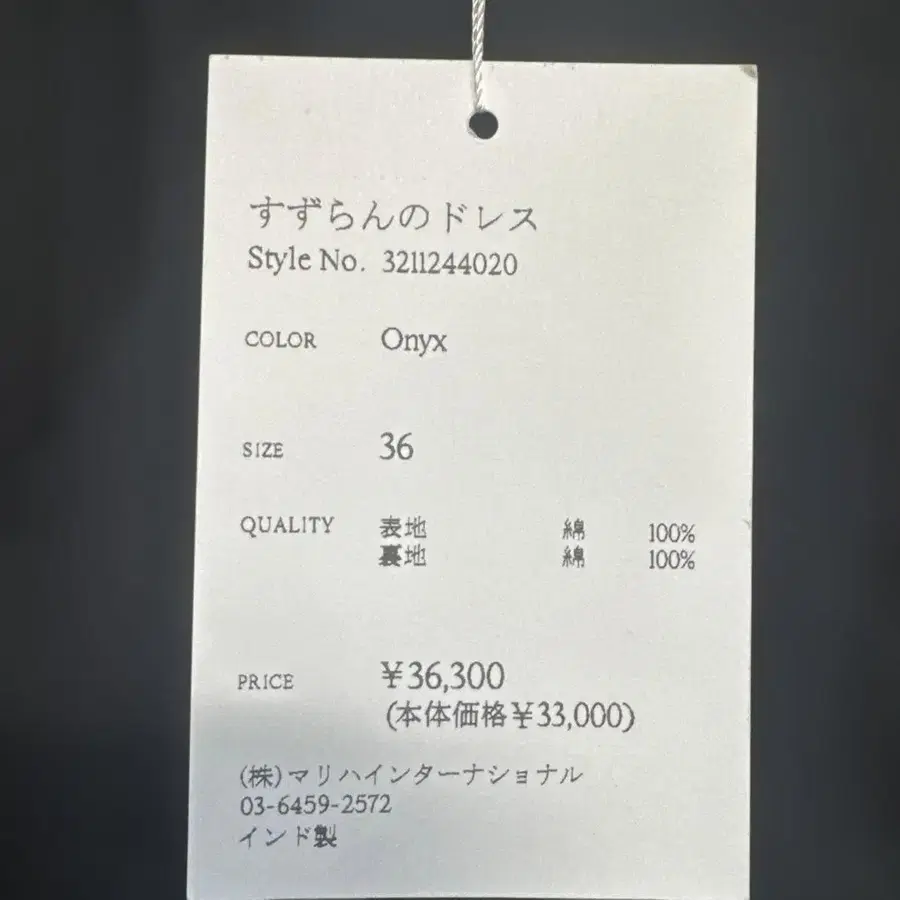 すずらんのドレス
Style No. 3211244020
COLOR Onyx
SIZE 36
QUALITY 表地 綿 100%
裏地 綿 100%
PRICE ¥36,300
(本体価格¥33,000)
(株)マリハインターナショナル
03-6459-2572
インド製